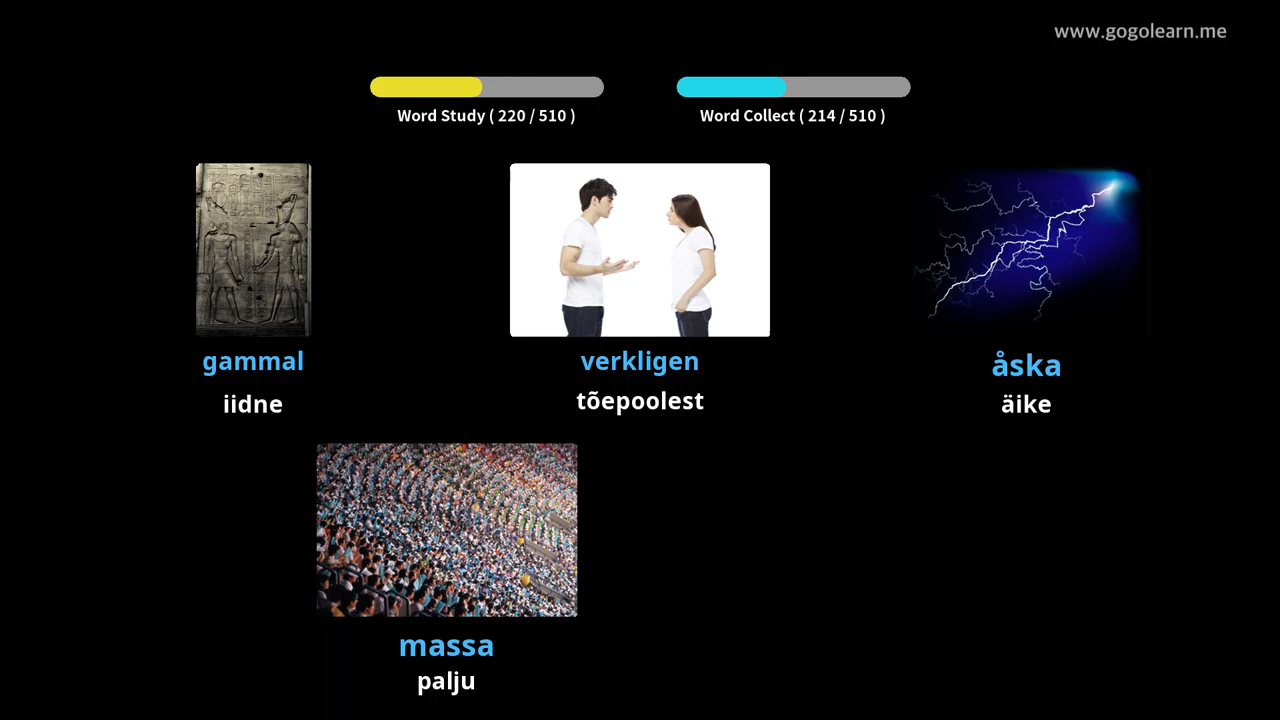 www.gogolearn.me
Word Study ( 220 / 510 )
Word Collect ( 214 / 510 )
gammal
iidne
verkligen
tõepoolest
åska
äike
massa
palju